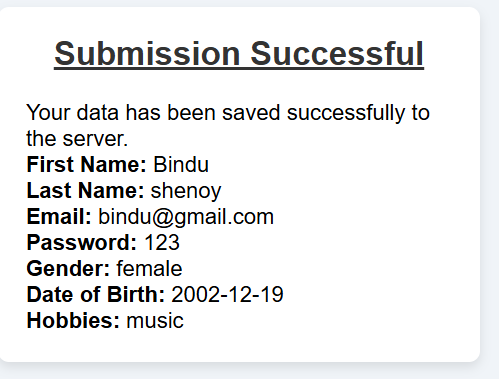 Submission Successful
Your data has been saved successfully to
the server.
First Name: Bindu
Last Name: shenoy
Email: bindu@gmail.com
Password: 123
Gender: female
Date of Birth: 2002-12-19
Hobbies: music